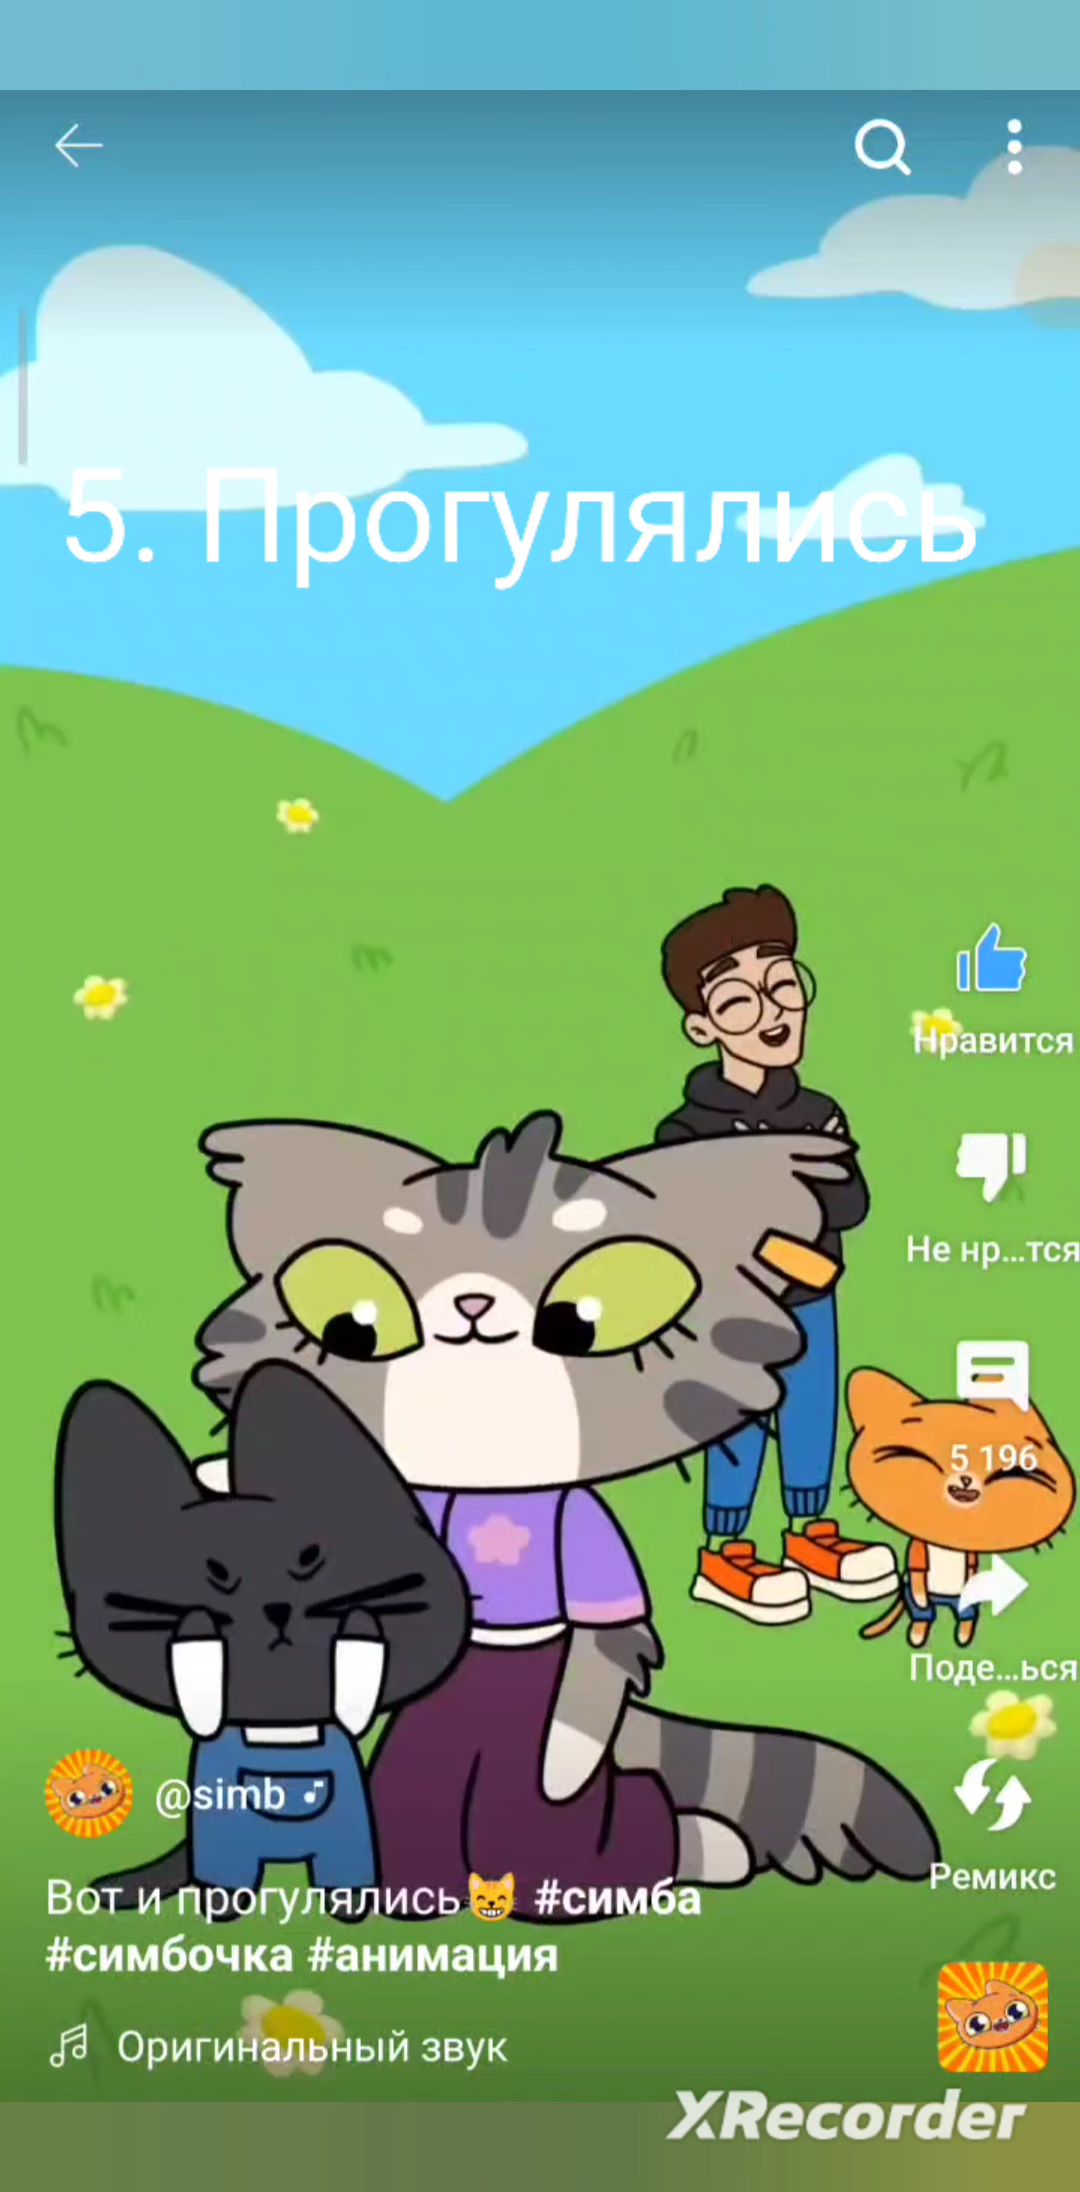 5. Прогулялись
Нравится
Не нр...тся
5 196
Поде...ься
Ремикс
@simb
Вот и прогулялись😸 #симба
#симбочка #анимация
Оригинальный звук
XRecorder